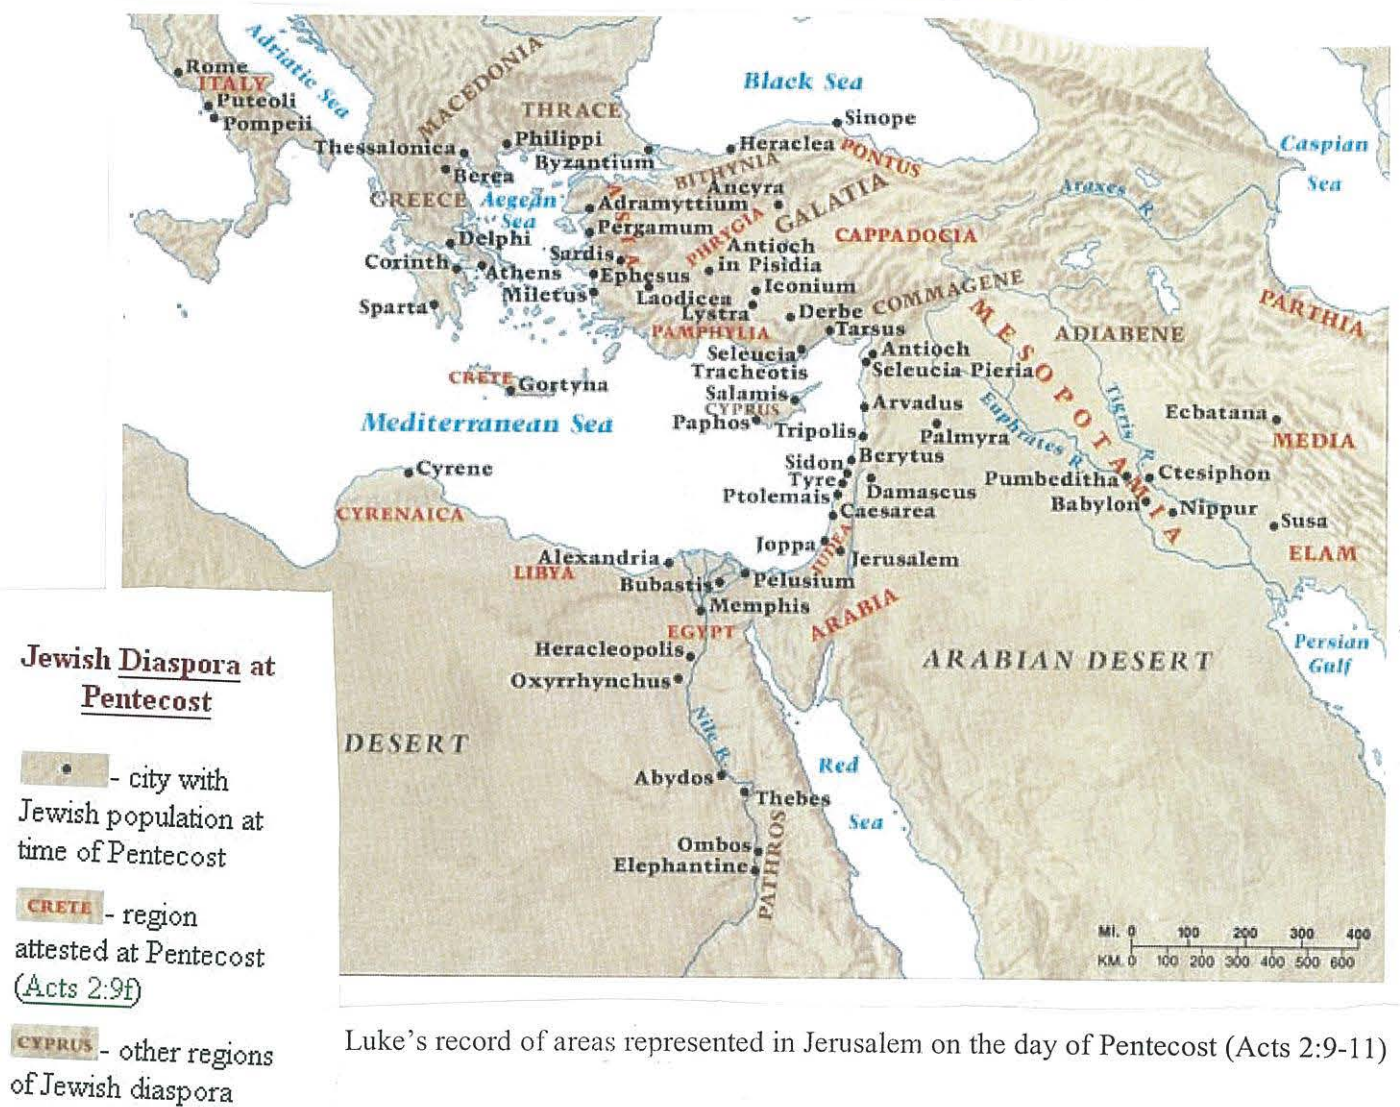 Adriatic Sea
Rome
ITALY
Puteoli
Pompeii
MACEDONIA
THRACE
Black Sea
Sinope
Caspian
Sea
Thessalonica
Philippi
Byzantium
Heraclea
PONTUS
BITHYNIA
Berea
GREECE
Aegean
Sea
ASIA
Adramyttium
Ancyra
GALATIA
Araxes R.
Pergamum
PHRYGIA
CAPPADOCIA
Delphi
Corinth
Athens
Sardis
Ephesus
Antioch
in Pisidia
Iconium
Miletus
Laodicea
Lystra
Derbe
COMMAGENE
Sparta
PAMPHYLIA
Tarsus
MESOPOTAMIA
ADIABENE
PARTHIA
Seleucia
Tracheotis
Antioch
Seleucia Pieria
CRETE
Gortyna
Salamis
CYPRUS
Paphos
Arvadus
Euphrates R.
Tigris R.
Ecbatana
MEDIA
Mediterranean Sea
Tripolis
Palmyra
Cyrene
Sidon
Berytus
Tyre
Ptolemais
Damascus
Pumbeditha
Ctesiphon
Babylon
Nippur
Susa
ELAM
CYRENAICA
Caesarea
Joppa
JUDEA
Jerusalem
Alexandria
LIBYA
Bubastis
Pelusium
Memphis
EGYPT
ARABIA
Heracleopolis
Oxyrrhynchus
ARABIAN DESERT
Persian
Gulf
DESERT
Nile R.
Red
Sea
Abydos
Thebes
Ombos
Elephantine
PATHROS
MI. 0 100 200 300 400
KM. 0 100 200 300 400 500 600
Jewish Diaspora at
Pentecost
- city with
Jewish population at
time of Pentecost
CRETE - region
attested at Pentecost
(Acts 2:9f)
CYPRUS - other regions
of Jewish diaspora
Luke's record of areas represented in Jerusalem on the day of Pentecost (Acts 2:9-11)